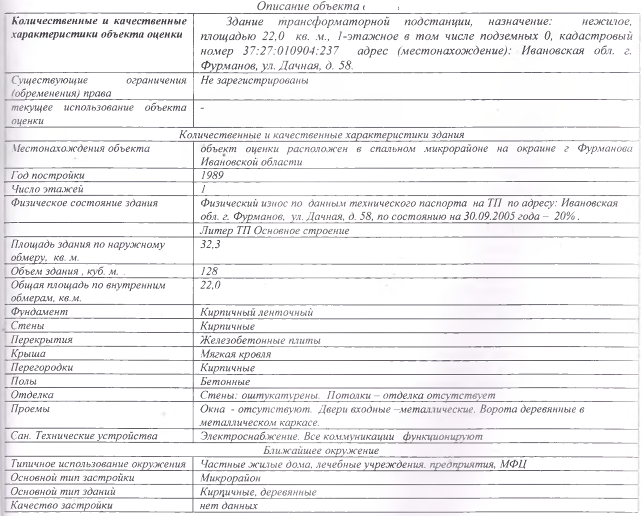 Описание объекта
Количественные и качественные характеристики объекта оценки
Здание трансформаторной подстанции, назначение: нежилое,
площадью 22,0 кв. м., 1-этажное в том числе подземных 0, кадастровый
номер 37:27:010904:237 адрес (местонахождение): Ивановская обл. г.
Фурманов, ул. Дачная, д. 58.
Существующие ограничения (обременения) права
Не зарегистрированы
текущее использование объекта оценки
-
Количественные и качественные характеристики здания
Местонахождения объекта
объект оценки расположен в спальном микрорайоне на окраине г Фурманова
Ивановской области
Год постройки
1989
Число этажей
1
Физическое состояние здания
Физический износ по данным технического паспорта на ТП по адресу: Ивановская
обл. г. Фурманов, ул. Дачная, д. 58, по состоянию на 30.09.2005 года – 20% .
Литер ТП Основное строение
Площадь здания по наружному обмеру, кв. м.
32,3
Объем здания , куб. м.
128
Общая площадь по внутренним обмерам, кв.м.
22,0
Фундамент
Кирпичный ленточный
Стены
Кирпичные
Перекрытия
Железобетонные плиты
Крыша
Мягкая кровля
Перегородки
Кирпичные
Полы
Бетонные
Отделка
Стены: оштукатурены. Потолки – отделка отсутствует
Проемы
Окна - отсутствуют. Двери входные –металлические. Ворота деревянные в
металлическом каркасе.
Сан. Технические устройства
Электроснабжение. Все коммуникации функционируют
Ближайшее окружение
Типичное использование окружения
Частные жилые дома, лечебные учреждения. предприятия, МФЦ
Основной тип застройки
Микрорайон
Основной тип зданий
Кирпичные, деревянные
Качество застройки
нет данных